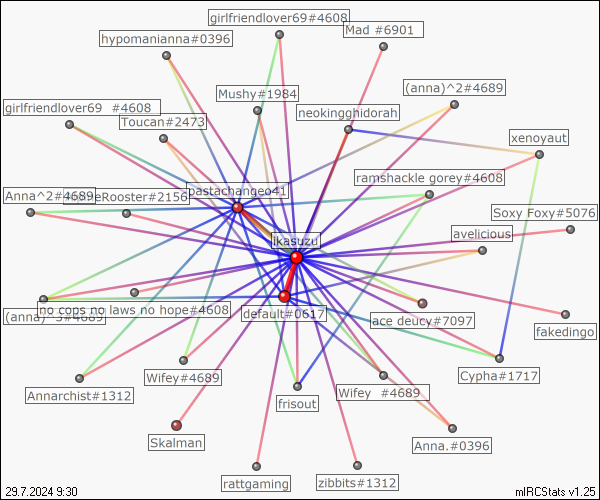 girlfriendlover69#4608
Mad #6901
hypomanianna#0396
(anna)^2#4689
Mushy#1984
girlfriendlover69 #4608
neokingghidorah
Toucan#2473
xenoyaut
ramshackle gorey#4608
pastachangeo41
Anna^2#4689
eRooster#2156
Soxy Foxy#5076
avelicious
ikasuzu
no cops no laws no hope#4608
default#0617
(anna)^3#4689
ace deucy#7097
fakedingo
Wifey#4689
Cypha#1717
Annarchist#1312
Wifey #4689
frisout
Skalman
Anna.#0396
rattgaming
zibbits#1312
29.7.2024 9:30
mIRCStats v1.25